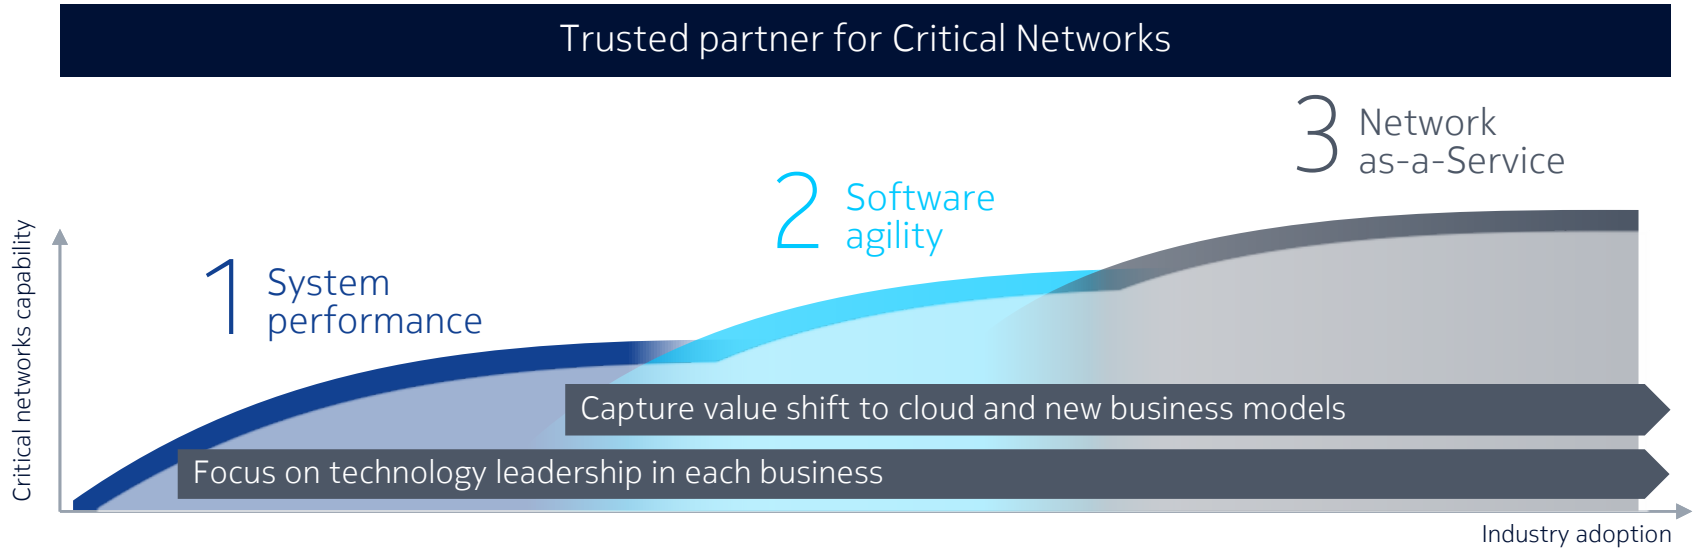 Trusted partner for Critical Networks
3
Network
as-a-Service
2
Software
agility
1
System
performance
Critical networks capability
Capture value shift to cloud and new business models
Focus on technology leadership in each business
Industry adoption